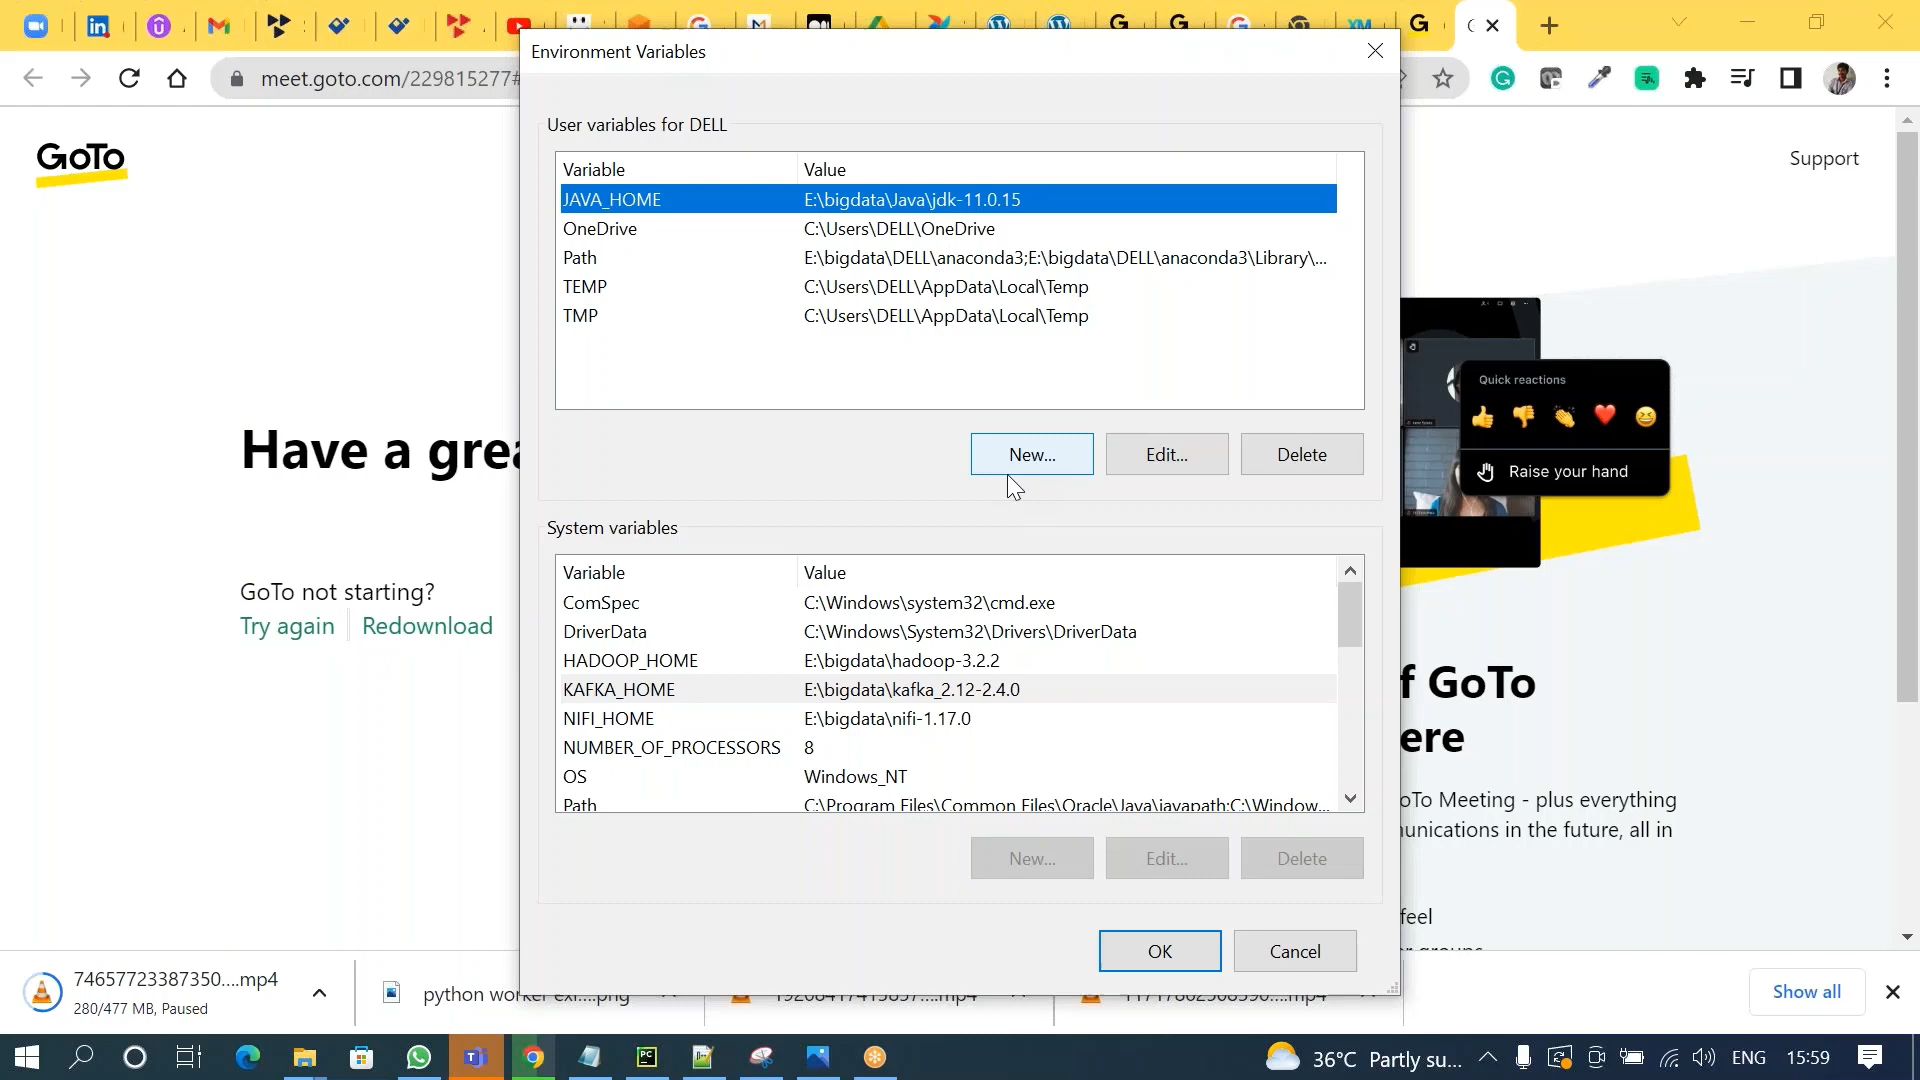 Environment Variables
meet.goto.com/229815277#
GoTo
Support
User variables for DELL
Variable Value
JAVA_HOME E:\bigdata\Java\jdk-11.0.15
OneDrive C:\Users\DELL\OneDrive
Path E:\bigdata\DELL\anaconda3;E:\bigdata\DELL\anaconda3\Library\...
TEMP C:\Users\DELL\AppData\Local\Temp
TMP C:\Users\DELL\AppData\Local\Temp
Quick reactions
Raise your hand
New... Edit... Delete
Have a grea
System variables
Variable Value
ComSpec C:\Windows\system32\cmd.exe
DriverData C:\Windows\System32\Drivers\DriverData
HADOOP_HOME E:\bigdata\hadoop-3.2.2
KAFKA_HOME E:\bigdata\kafka_2.12-2.4.0
NIFI_HOME E:\bigdata\nifi-1.17.0
NUMBER_OF_PROCESSORS 8
OS Windows_NT
Path C:\Program Files\Common Files\Oracle\Java\javapath;C:\Window...
GoTo not starting?
Try again Redownload
f GoTo
ere
oTo Meeting - plus everything
unications in the future, all in
feel
New... Edit... Delete
OK Cancel
74657723387350....mp4
280/477 MB, Paused
python worker
Show all
36°C Partly su...
ENG 15:59